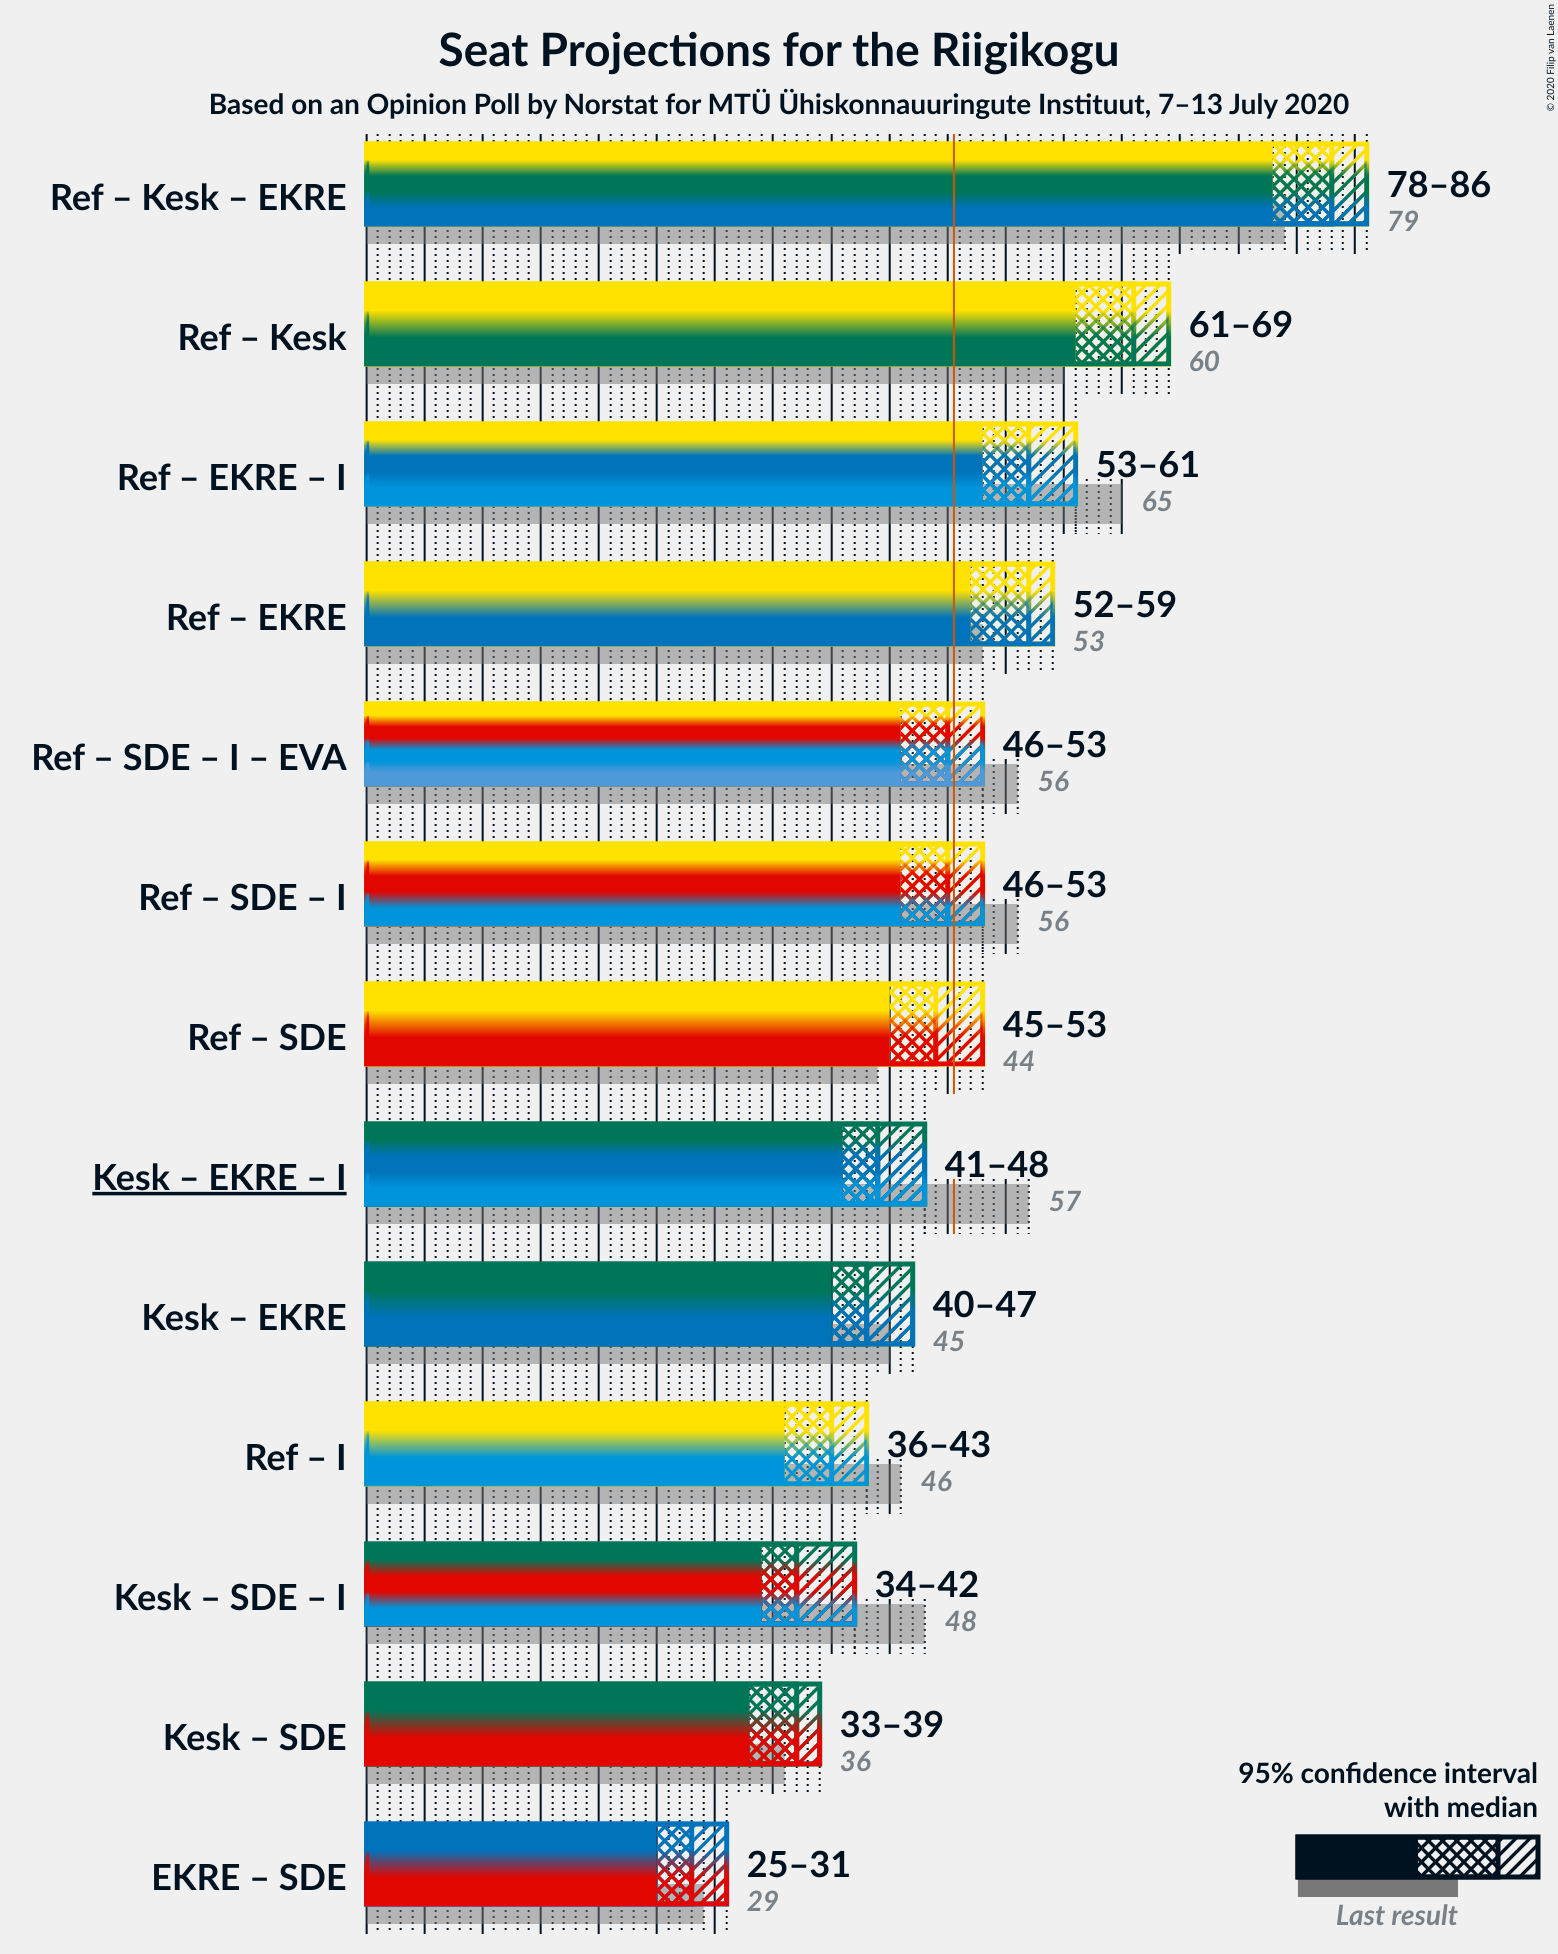 Seat Projections for the Riigikogu
Based on an Opinion Poll by Norstat for MTÜ Ühiskonnauuringute Instituut, 7–13 July 2020
© 2020 Filip van Laenen
Ref – Kesk – EKRE
78–86
79
Ref – Kesk
61–69
60
Ref – EKRE – I
53–61
65
Ref – EKRE
52–59
53
Ref – SDE – I – EVA
46–53
56
Ref – SDE – I
46–53
56
Ref – SDE
45–53
44
Kesk – EKRE – I
41–48
57
Kesk – EKRE
40–47
45
Ref – I
36–43
46
Kesk – SDE – I
34–42
48
Kesk – SDE
33–39
36
EKRE – SDE
25–31
29
95% confidence interval
with median
Last result